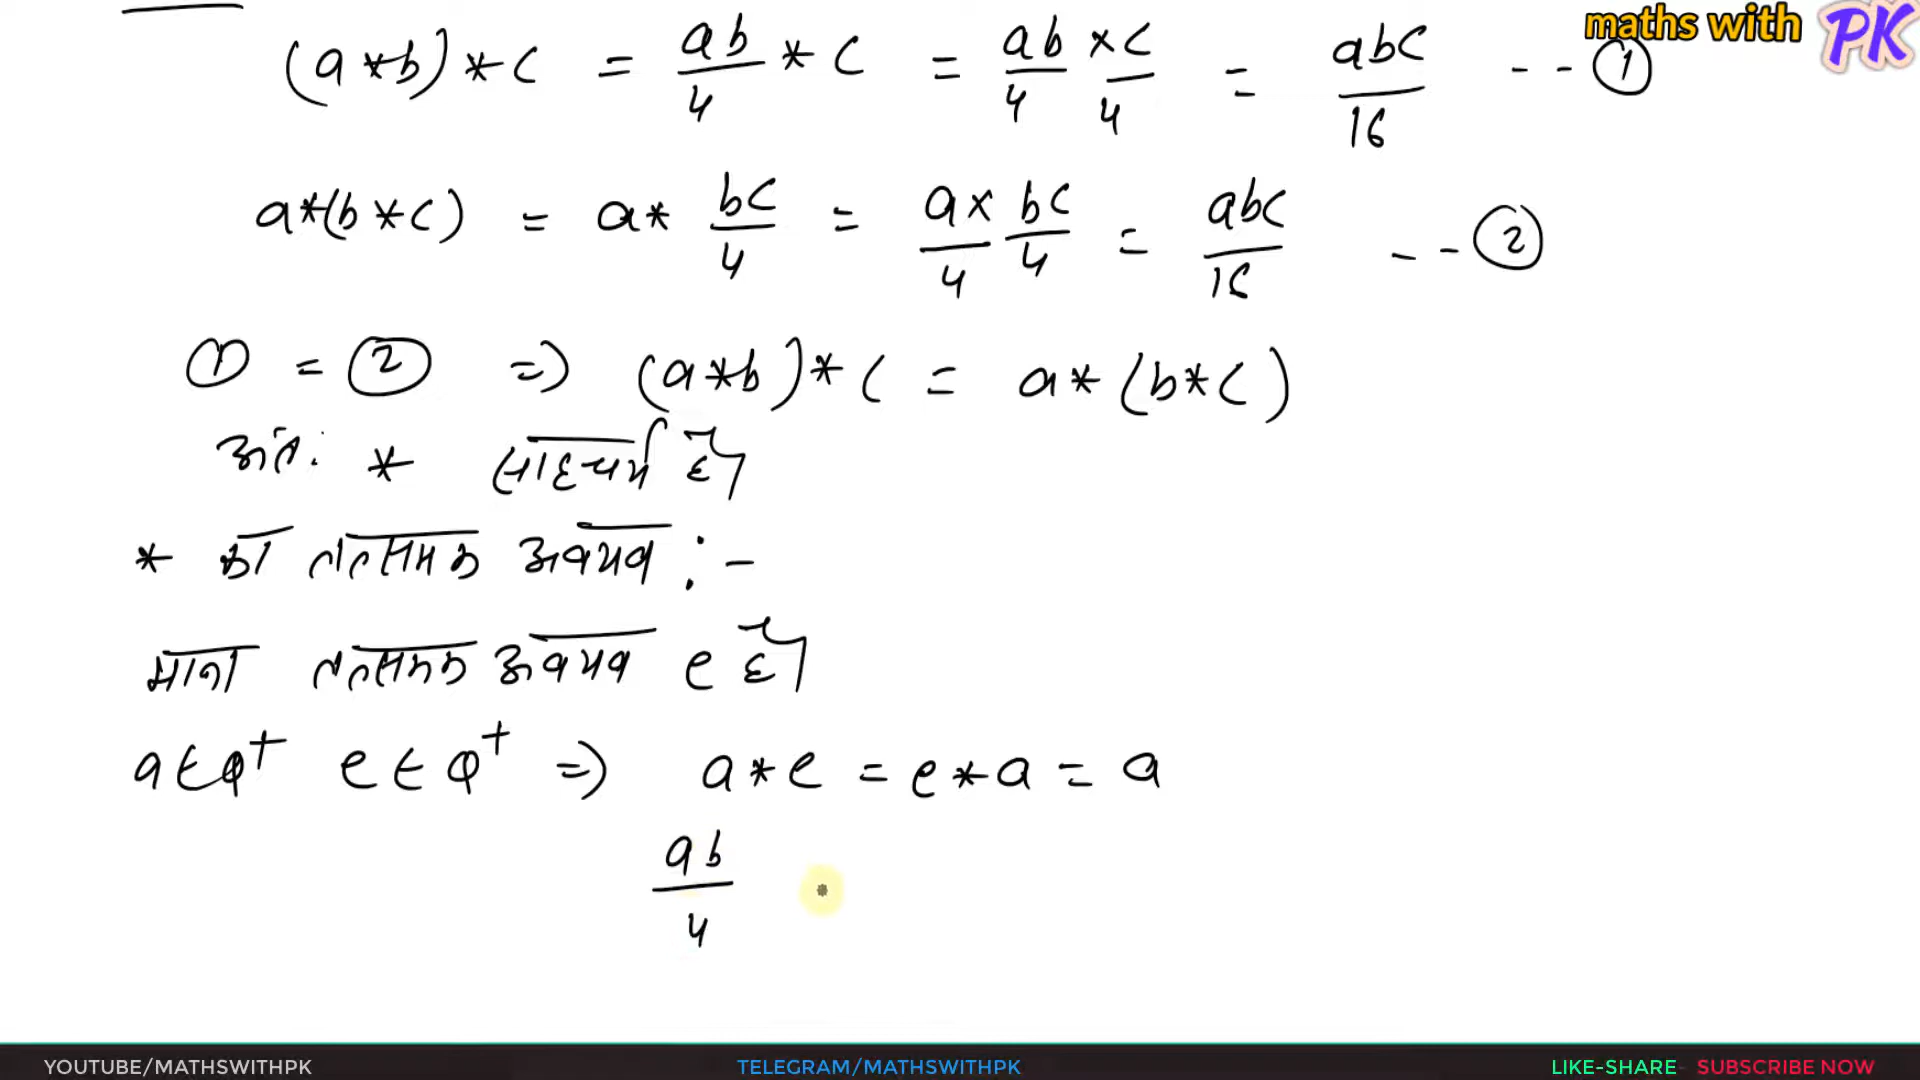 maths with PK
(a*b)*c = ab/4 * c = ab/4 × c/4 = abc/16 -- ①
a*(b*c) = a* bc/4 = a/4 × bc/4 = abc/16 -- ②
① = ② => (a*b)*c = a*(b*c)
अतः * साहचर्य है
* का तत्समक अवयव :-
माना तत्समक अवयव e है
a∈Q⁺ e∈Q⁺ => a*e = e*a = a
ab/4
YOUTUBE/MATHSWITHPK TELEGRAM/MATHSWITHPK LIKE-SHARE SUBSCRIBE NOW